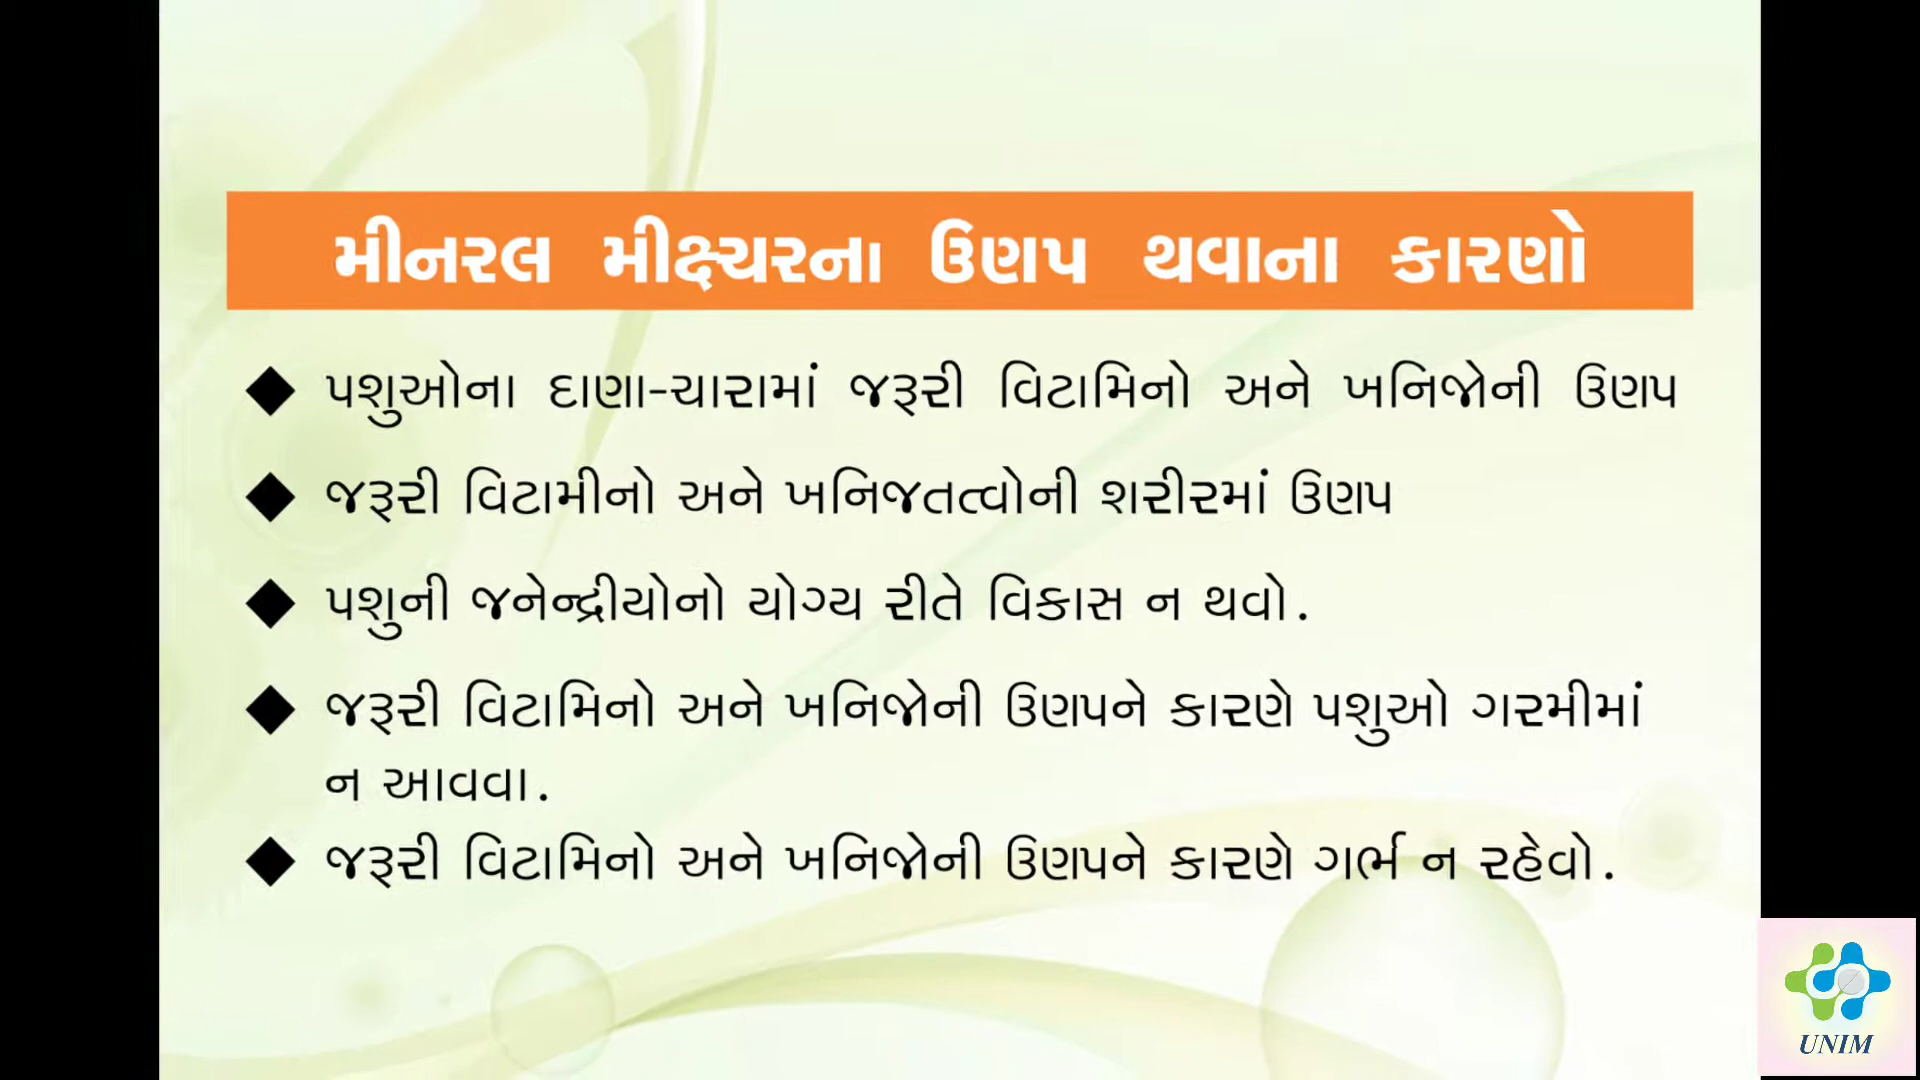 મીનરલ મીક્ષ્ચરના ઉણપ થવાના કારણો
◆ પશુઓના દાણા-ચારામાં જરૂરી વિટામિનો અને ખનિજોની ઉણપ
◆ જરૂરી વિટામીનો અને ખનિજતત્વોની શરીરમાં ઉણપ
◆ પશુની જનેન્દ્રીયોનો યોગ્ય રીતે વિકાસ ન થવો.
◆ જરૂરી વિટામિનો અને ખનિજોની ઉણપને કારણે પશુઓ ગરમીમાં
ન આવવા.
◆ જરૂરી વિટામિનો અને ખનિજોની ઉણપને કારણે ગર્ભ ન રહેવો.
UNIM